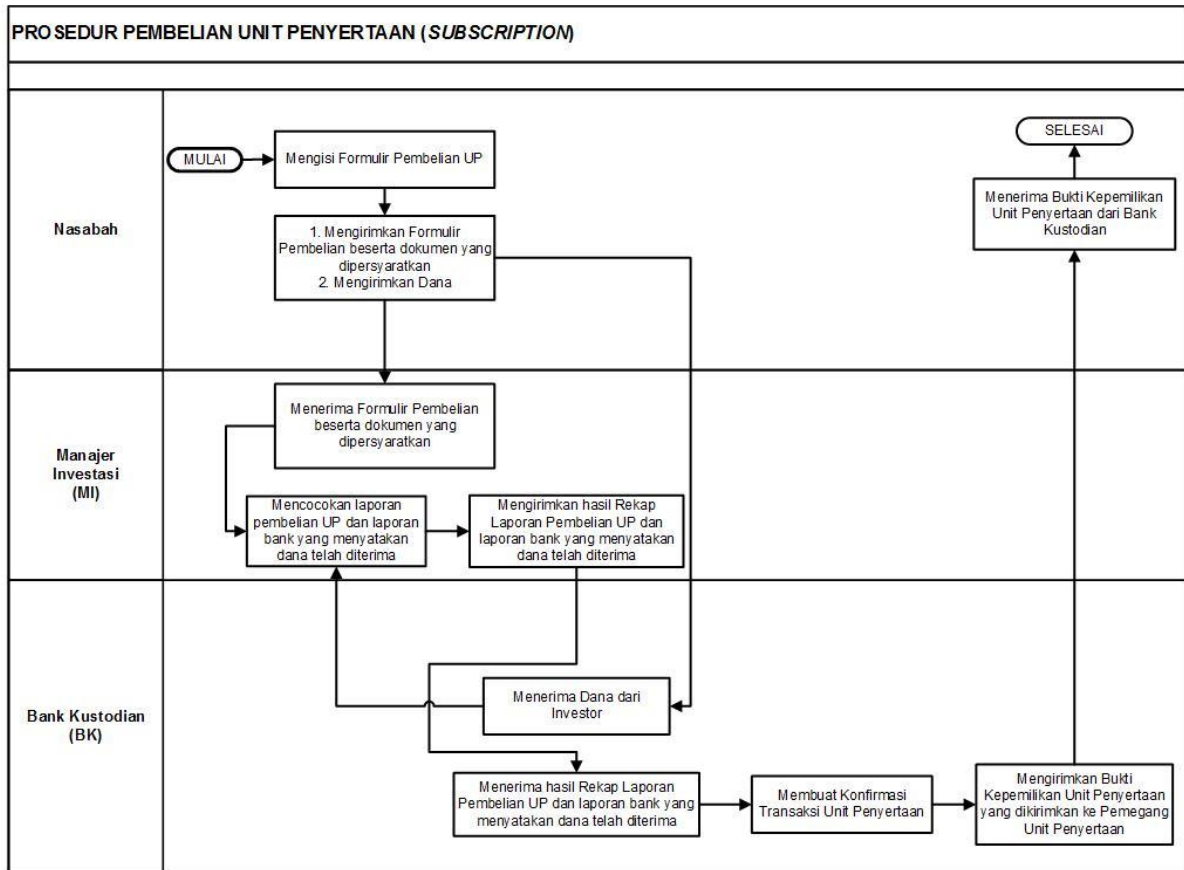 PROSEDUR PEMBELIAN UNIT PENYERTAAN (SUBSCRIPTION)
Nasabah
MULAI
Mengisi Formulir Pembelian UP
1. Mengirimkan Formulir
Pembelian beserta dokumen yang
dipersyaratkan
2. Mengirimkan Dana
SELESAI
Menerima Bukti Kepemilikan
Unit Penyertaan dari Bank
Kustodian
Manajer
Investasi
(MI)
Menerima Formulir Pembelian
beserta dokumen yang
dipersyaratkan
Mencocokan laporan
pembelian UP dan laporan
bank yang menyatakan
dana telah diterima
Mengirimkan hasil Rekap
Laporan Pembelian UP dan
laporan bank yang menyatakan
dana telah diterima
Bank Kustodian
(BK)
Menerima Dana dari
Investor
Menerima hasil Rekap Laporan
Pembelian UP dan laporan bank yang
menyatakan dana telah diterima
Membuat Konfirmasi
Transaksi Unit Penyertaan
Mengirimkan Bukti
Kepemilikan Unit Penyertaan
yang dikirimkan ke Pemegang
Unit Penyertaan